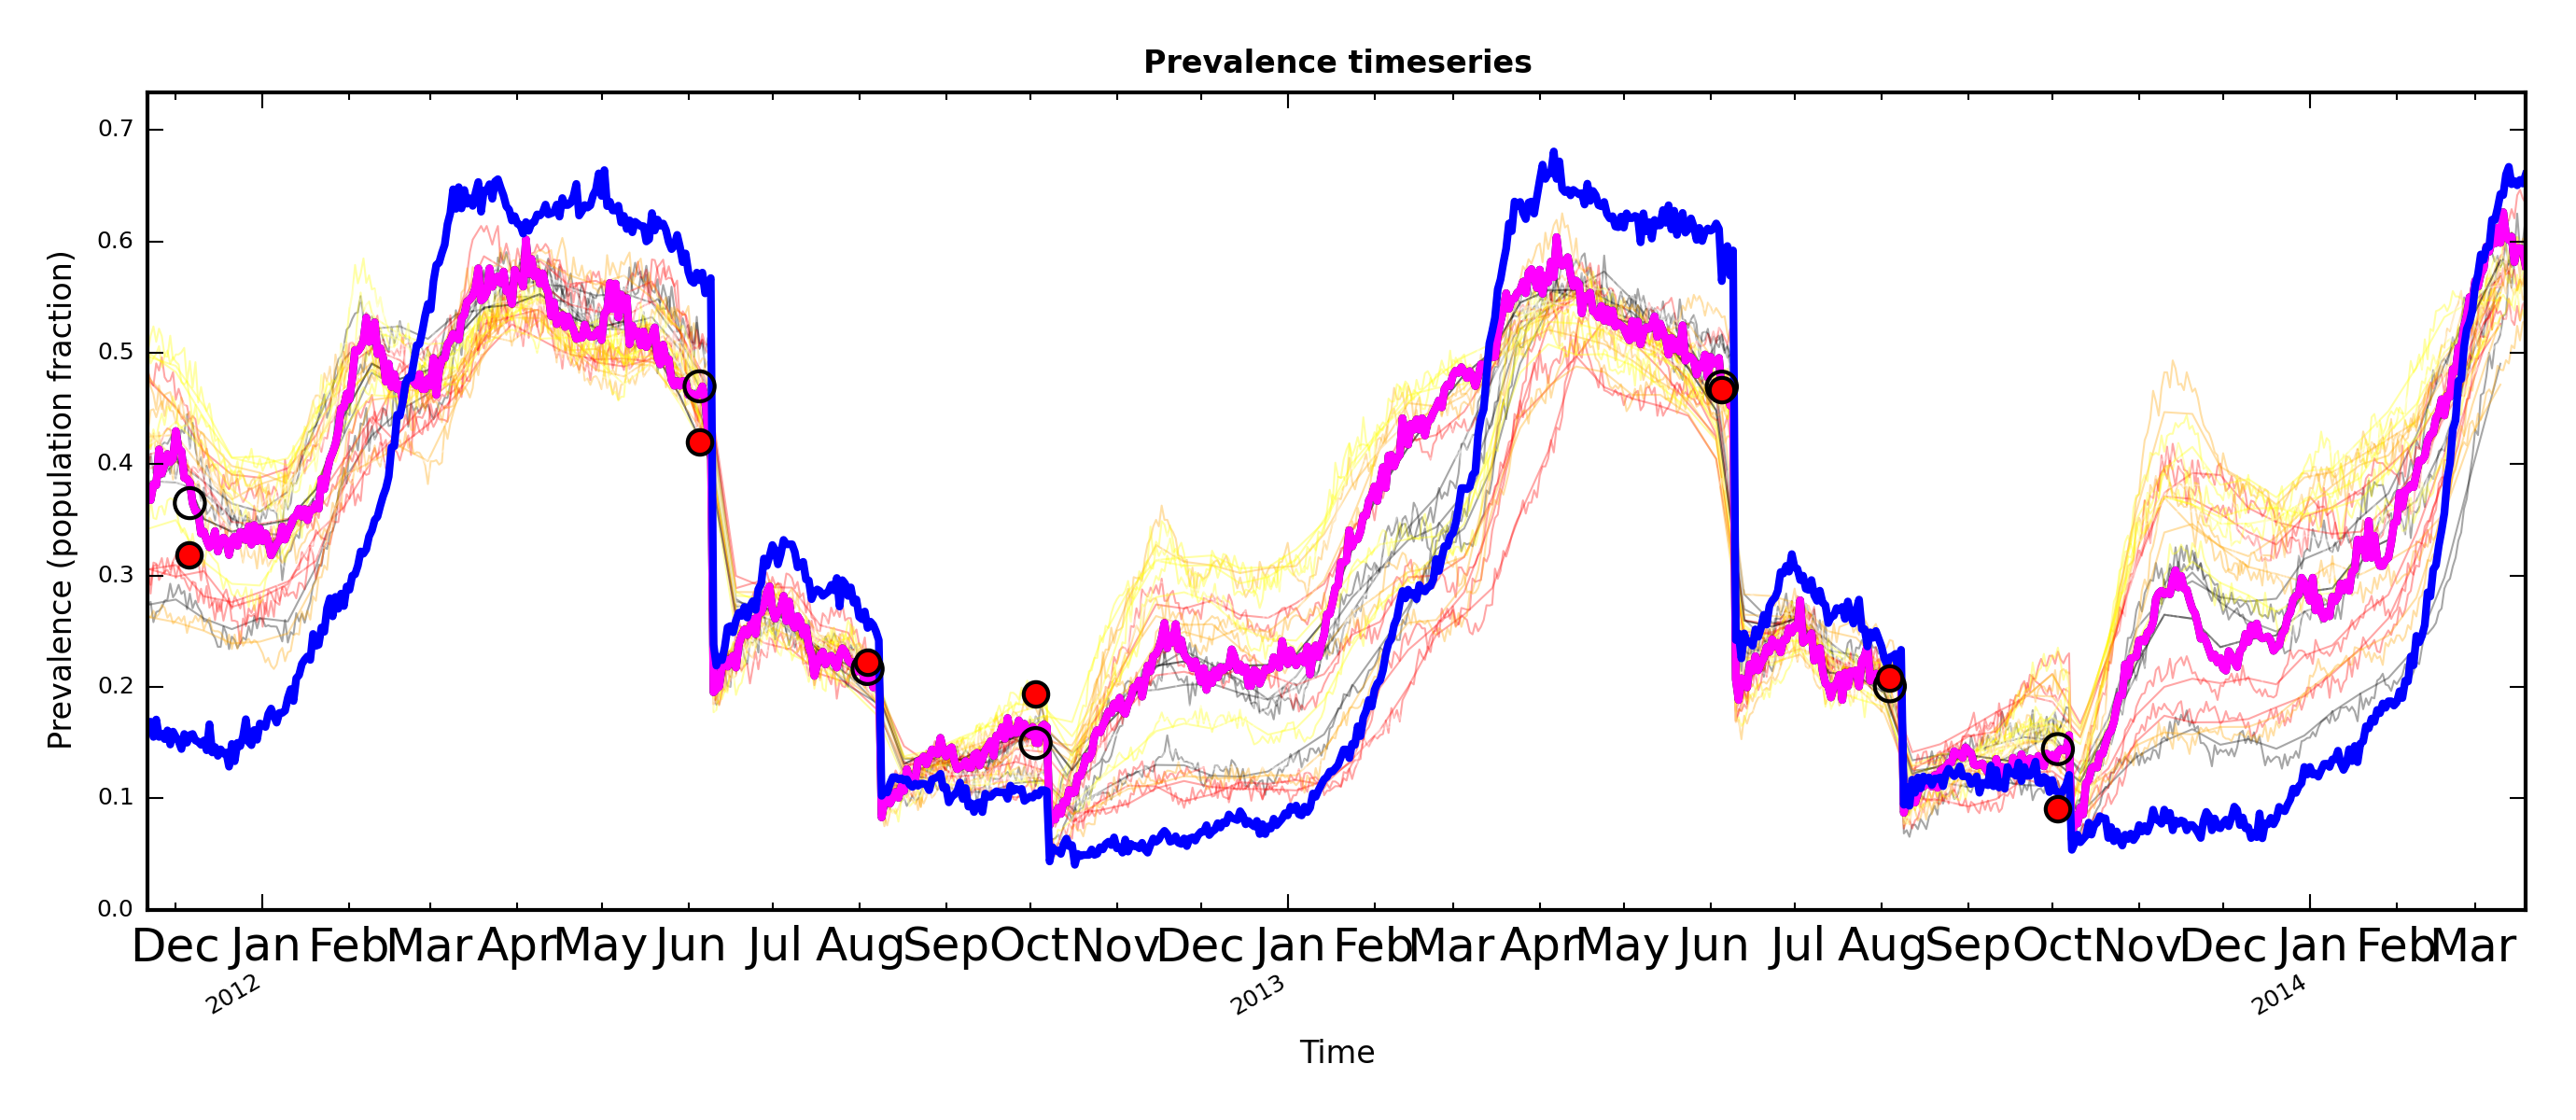 Prevalence timeseries
Prevalence (population fraction)
0.7
0.6
0.5
0.4
0.3
0.2
0.1
0.0
Dec Jan Feb Mar Apr May Jun Jul Aug Sep Oct Nov Dec Jan Feb Mar Apr May Jun Jul Aug Sep Oct Nov Dec Jan Feb Mar
2012 2013 2014
Time